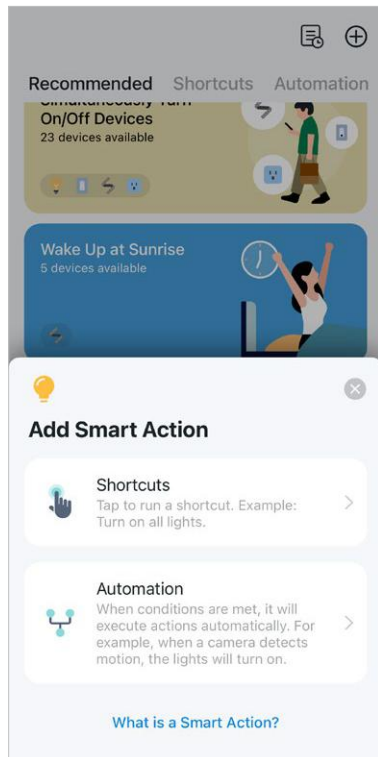 Recommended Shortcuts Automation
Simultaneously Turn
On/Off Devices
23 devices available
Wake Up at Sunrise
5 devices available
Add Smart Action
Shortcuts
Tap to run a shortcut. Example:
Turn on all lights.
Automation
When conditions are met, it will
execute actions automatically. For
example, when a camera detects
motion, the lights will turn on.
What is a Smart Action?